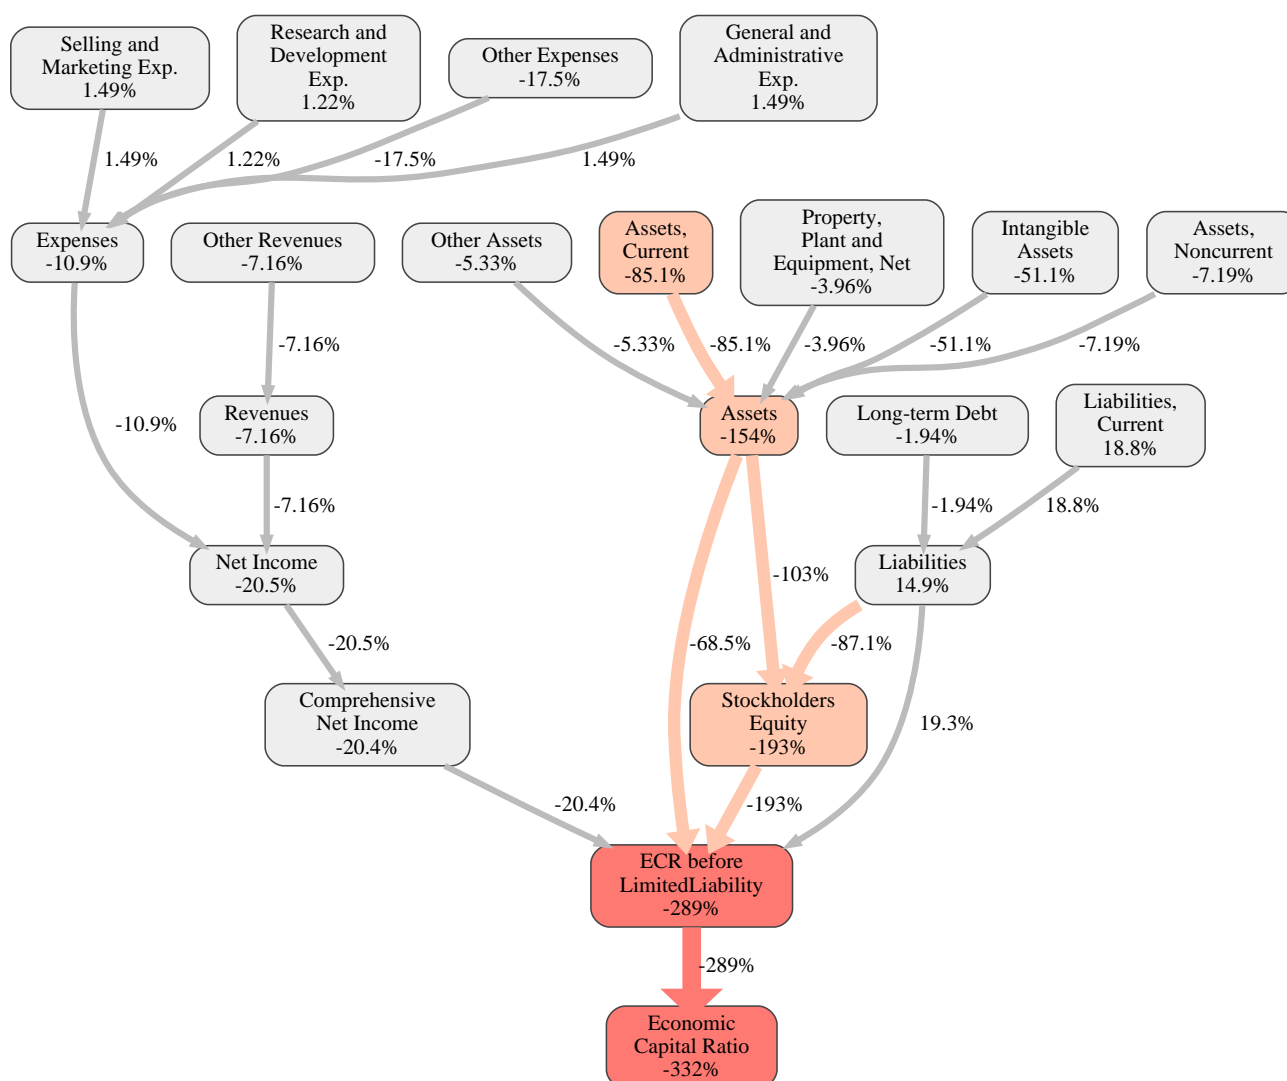 Selling and
Marketing Exp.
1.49%
Research and
Development
Exp.
1.22%
Other Expenses
-17.5%
General and
Administrative
Exp.
1.49%
1.49%
1.22%
-17.5%
1.49%
Expenses
-10.9%
Other Revenues
-7.16%
Other Assets
-5.33%
Assets,
Current
-85.1%
Property,
Plant and
Equipment, Net
-3.96%
Intangible
Assets
-51.1%
Assets,
Noncurrent
-7.19%
-7.16%
-5.33%
-85.1%
-3.96%
-51.1%
-7.19%
-10.9%
Revenues
-7.16%
Assets
-154%
Long-term Debt
-1.94%
Liabilities,
Current
18.8%
-7.16%
-1.94%
18.8%
Net Income
-20.5%
-103%
Liabilities
14.9%
-20.5%
-68.5%
-87.1%
Comprehensive
Net Income
-20.4%
Stockholders
Equity
-193%
19.3%
-20.4%
-193%
ECR before
LimitedLiability
-289%
-289%
Economic
Capital Ratio
-332%